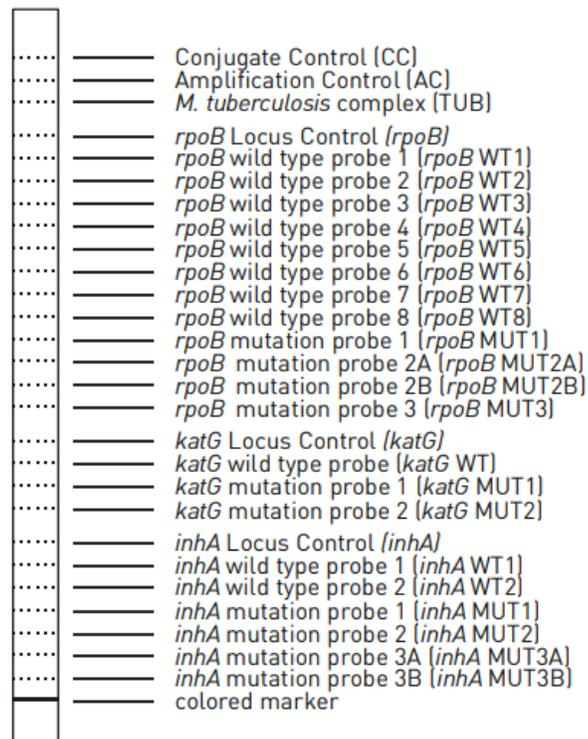 Conjugate Control (CC)
Amplification Control (AC)
M. tuberculosis complex (TUB)
rpoB Locus Control (rpoB)
rpoB wild type probe 1 (rpoB WT1)
rpoB wild type probe 2 (rpoB WT2)
rpoB wild type probe 3 (rpoB WT3)
rpoB wild type probe 4 (rpoB WT4)
rpoB wild type probe 5 (rpoB WT5)
rpoB wild type probe 6 (rpoB WT6)
rpoB wild type probe 7 (rpoB WT7)
rpoB wild type probe 8 (rpoB WT8)
rpoB mutation probe 1 (rpoB MUT1)
rpoB mutation probe 2A (rpoB MUT2A)
rpoB mutation probe 2B (rpoB MUT2B)
rpoB mutation probe 3 (rpoB MUT3)
katG Locus Control (katG)
katG wild type probe (katG WT)
katG mutation probe 1 (katG MUT1)
katG mutation probe 2 (katG MUT2)
inhA Locus Control (inhA)
inhA wild type probe 1 (inhA WT1)
inhA wild type probe 2 (inhA WT2)
inhA mutation probe 1 (inhA MUT1)
inhA mutation probe 2 (inhA MUT2)
inhA mutation probe 3A (inhA MUT3A)
inhA mutation probe 3B (inhA MUT3B)
colored marker